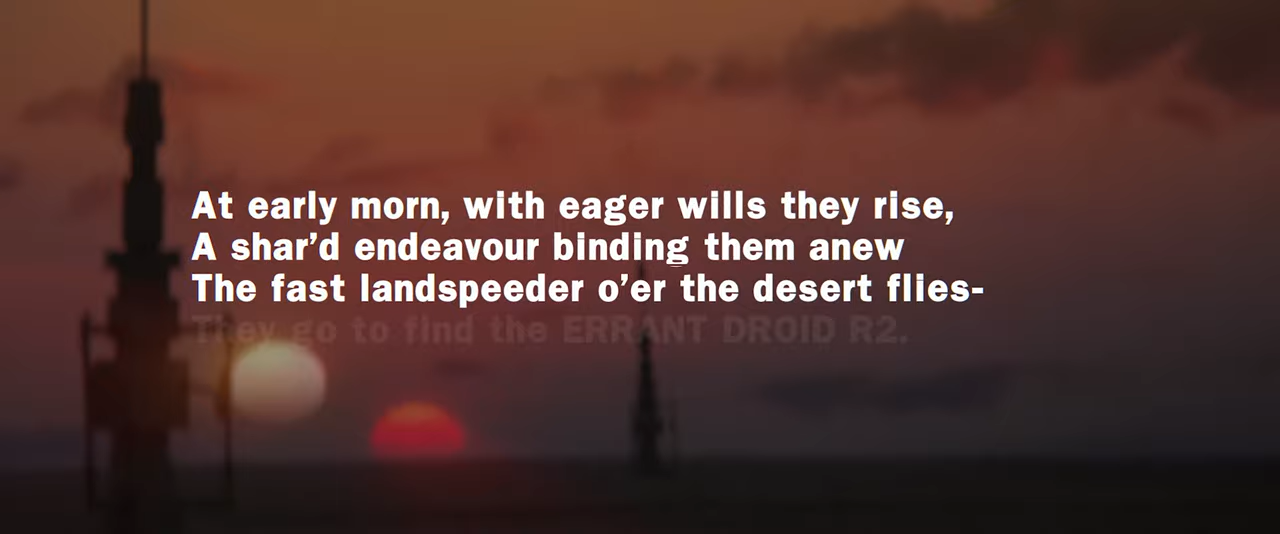 At early morn, with eager wills they rise,
A shar’d endeavour binding them anew
The fast landspeeder o’er the desert flies-
They go to find the ERRANT DROID R2.